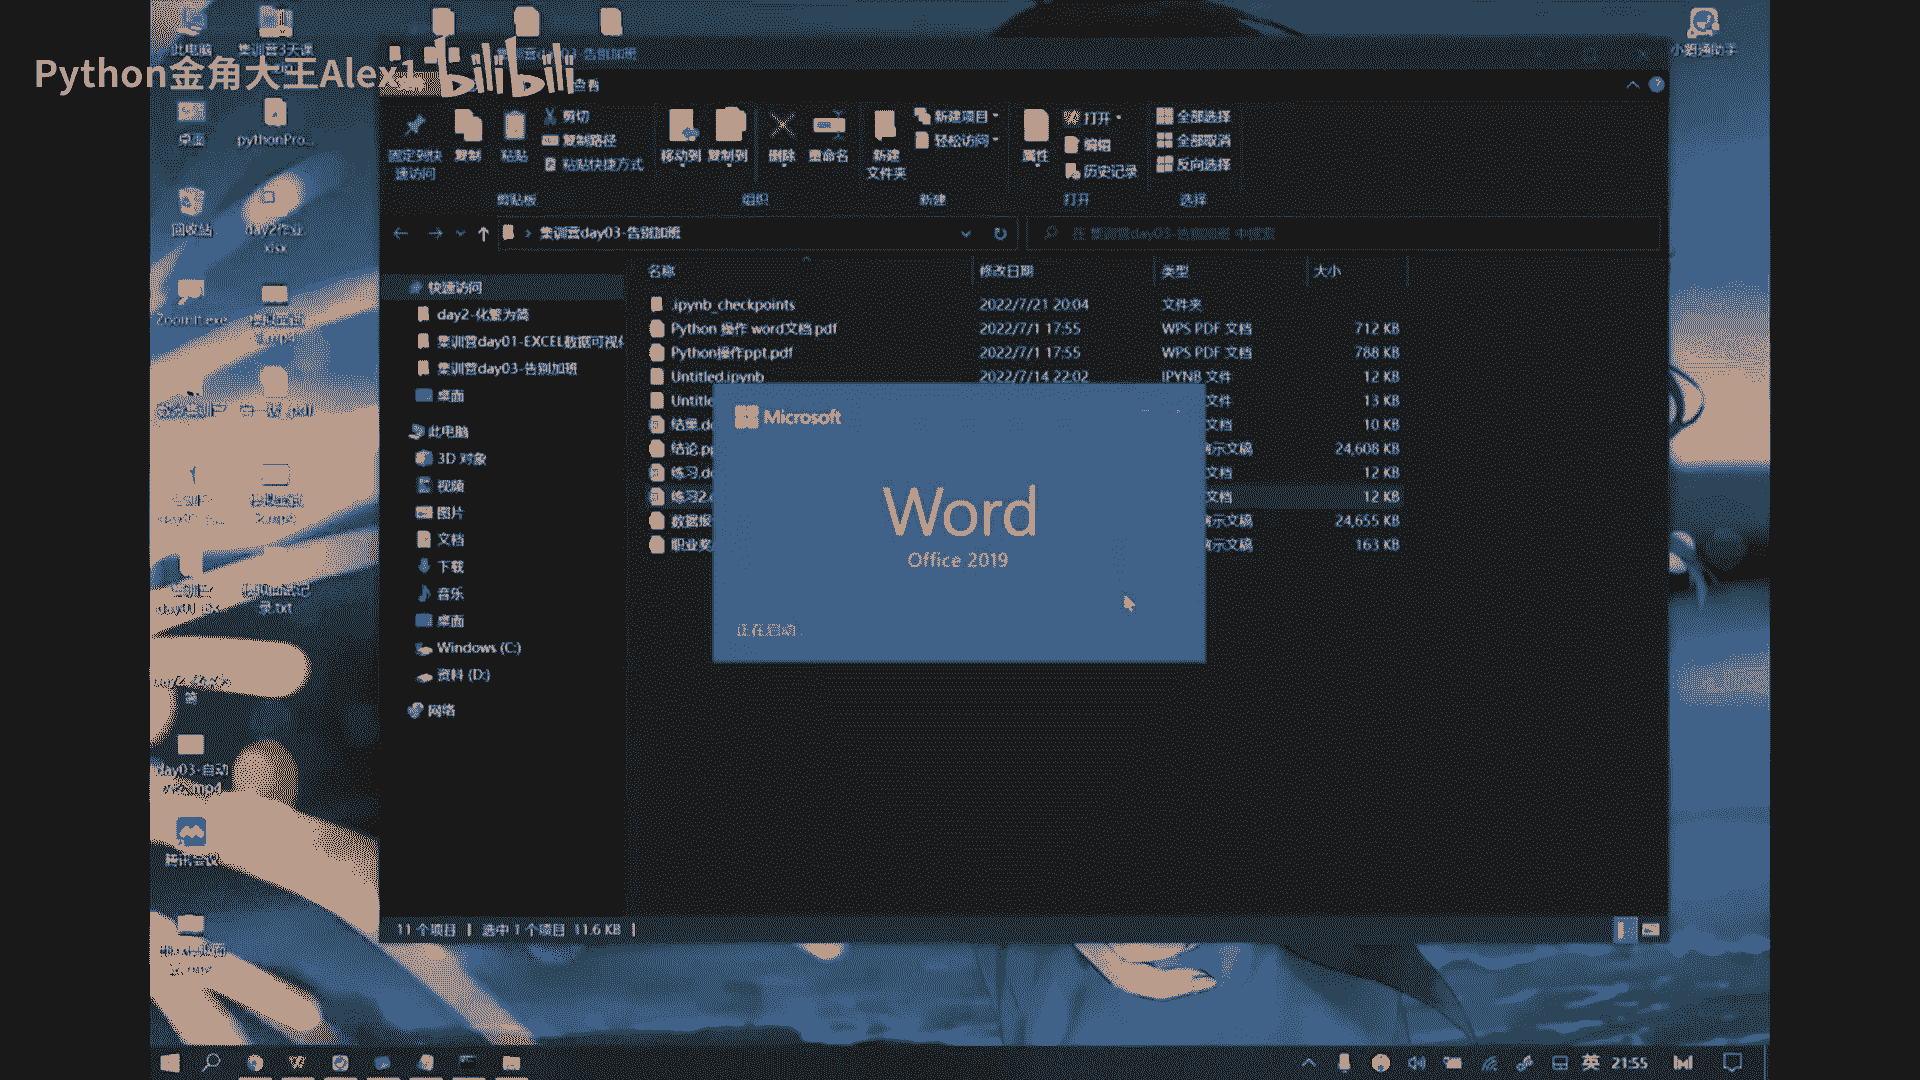 Python金角大王Alex1 bilibili
此电脑
集训营3天课
小鹅通助手
查看
固定到快速访问
复制
粘贴
剪切
复制路径
粘贴快捷方式
移动到
复制到
删除
重命名
新建
文件夹
新建项目
轻松访问
属性
打开
编辑
历史记录
全部选择
全部取消
反向选择
剪贴板
组织
新建
打开
选择
集训营day03-告别加班
在 集训营day03-告别加班 中搜索
名称
修改日期
类型
大小
.ipynb_checkpoints 2022/7/21 20:04 文件夹
Python 操作 word文档.pdf 2022/7/1 17:55 WPS PDF 文档 712 KB
Python操作ppt.pdf 2022/7/1 17:55 WPS PDF 文档 788 KB
Untitled.ipynb 2022/7/14 22:02 IPYNB 文件 12 KB
Untitle 文件 13 KB
结果.d 文档 10 KB
结论.p 演示文稿 24,608 KB
练习.d 文档 12 KB
练习2. 文档 12 KB
数据报 演示文稿 24,655 KB
职业奖 演示文稿 163 KB
快速访问
day2-化繁为简
集训营day01-EXCEL数据可视化
集训营day03-告别加班
桌面
此电脑
3D 对象
视频
图片
文档
下载
音乐
桌面
Windows (C:)
资料 (D:)
网络
Microsoft
Word
Office 2019
正在启动..
桌面
pythonPro...
回收站
day2作业.
xlsx
ZoomIt.exe
day03-自动
腾讯会议
录.txt
11 个项目
选中 1 个项目 11.6 KB
英
21:55